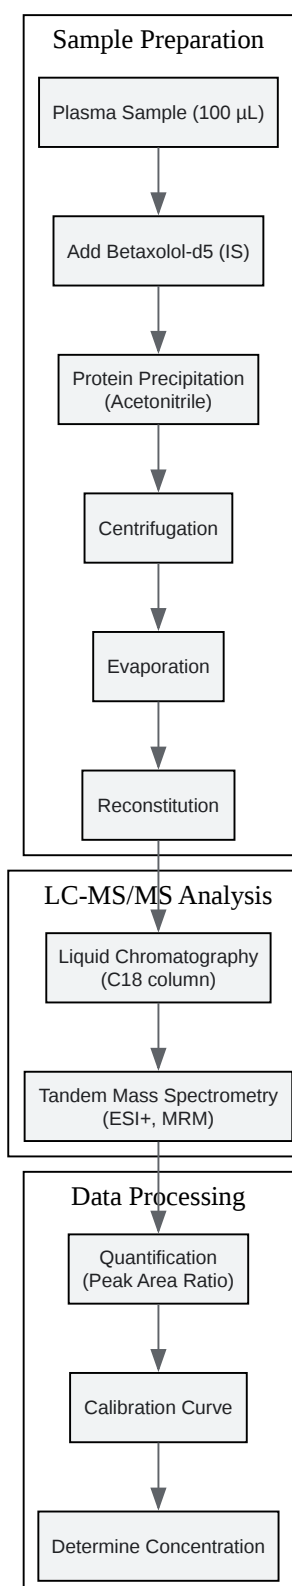 Sample Preparation
Plasma Sample (100 µL)
Add Betaxolol-d5 (IS)
Protein Precipitation
(Acetonitrile)
Centrifugation
Evaporation
Reconstitution
LC-MS/MS Analysis
Liquid Chromatography
(C18 column)
Tandem Mass Spectrometry
(ESI+, MRM)
Data Processing
Quantification
(Peak Area Ratio)
Calibration Curve
Determine Concentration